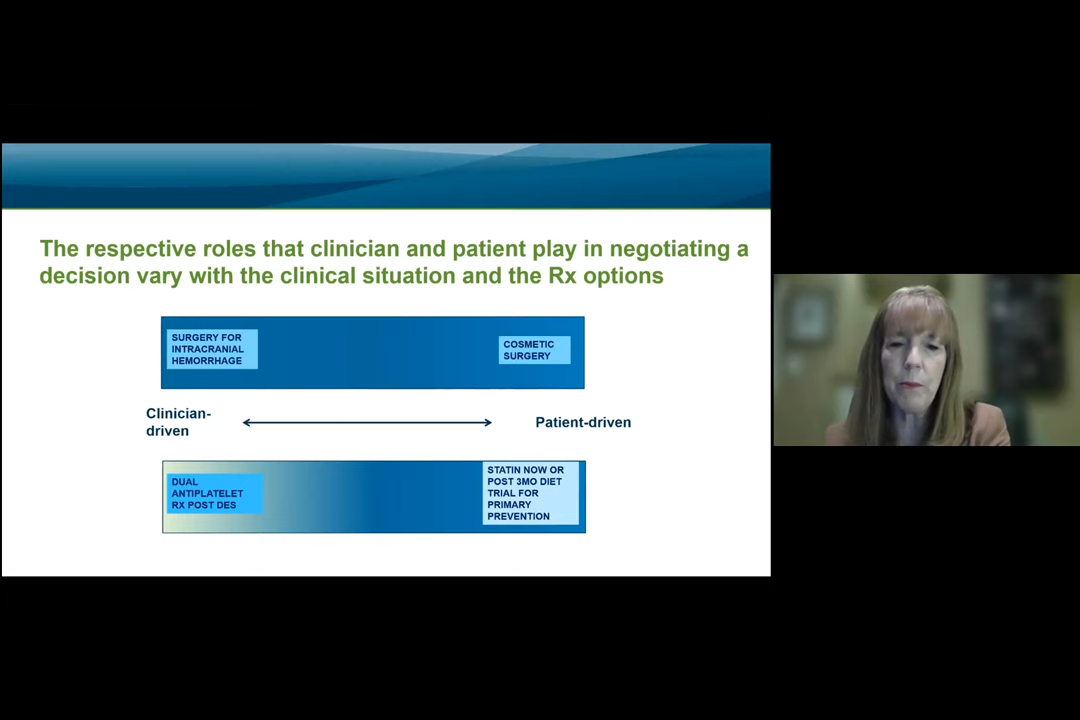 The respective roles that clinician and patient play in negotiating a
decision vary with the clinical situation and the Rx options
SURGERY FOR
INTRACRANIAL
HEMORRHAGE
COSMETIC
SURGERY
Clinician-
driven
Patient-driven
DUAL
ANTIPLATELET
RX POST DES
STATIN NOW OR
POST 3MO DIET
TRIAL FOR
PRIMARY
PREVENTION